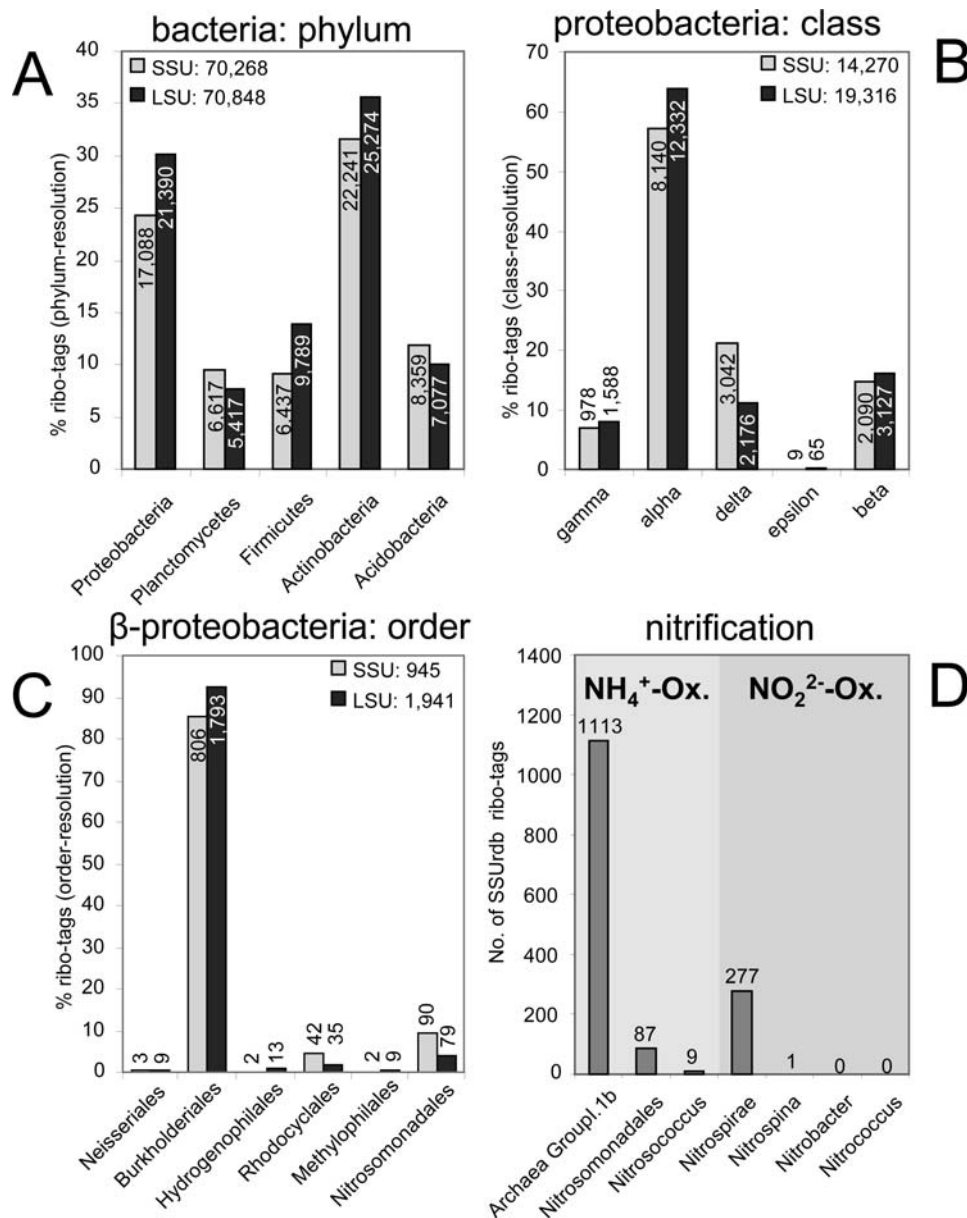 A
bacteria: phylum
SSU: 70,268
LSU: 70,848
% ribo-tags (phylum-resolution)
40
35
30
25
20
15
10
5
0
17,088
21,390
6,617
5,417
6,437
9,789
22,241
25,274
8,359
7,077
Proteobacteria
Planctomycetes
Firmicutes
Actinobacteria
Acidobacteria
proteobacteria: class
B
SSU: 14,270
LSU: 19,316
% ribo-tags (class-resolution)
70
60
50
40
30
20
10
0
978
1,588
8,140
12,332
3,042
2,176
9
65
2,090
3,127
gamma
alpha
delta
epsilon
beta
C
β-proteobacteria: order
SSU: 945
LSU: 1,941
% ribo-tags (order-resolution)
100
90
80
70
60
50
40
30
20
10
0
3
9
806
1,793
2
13
42
35
2
9
90
79
Neisseriales
Burkholderiales
Hydrogenophilales
Rhodocyclales
Methylophilales
Nitrosomonadales
nitrification
D
NH₄⁺-Ox.
NO₂²⁻-Ox.
No. of SSUrdb ribo-tags
1400
1200
1000
800
600
400
200
0
1113
87
9
277
1
0
0
Archaea GroupI.1b
Nitrosomonadales
Nitrosococcus
Nitrospirae
Nitrospina
Nitrobacter
Nitrococcus